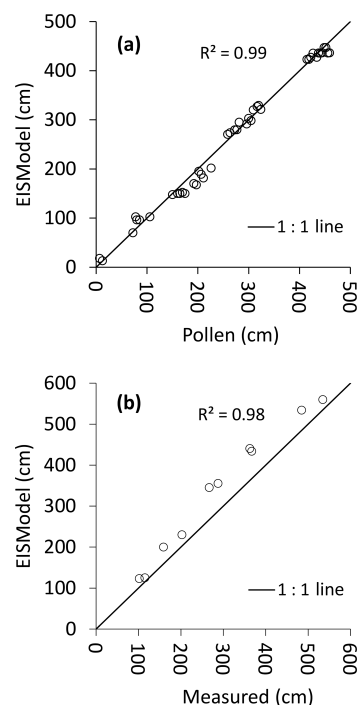 500
400
300
200
100
0
(a)
R² = 0.99
1 : 1 line
EISModel (cm)
0
100
200
300
400
500
Pollen (cm)
600
500
400
300
200
100
0
(b)
R² = 0.98
1 : 1 line
EISModel (cm)
0
100
200
300
400
500
600
Measured (cm)